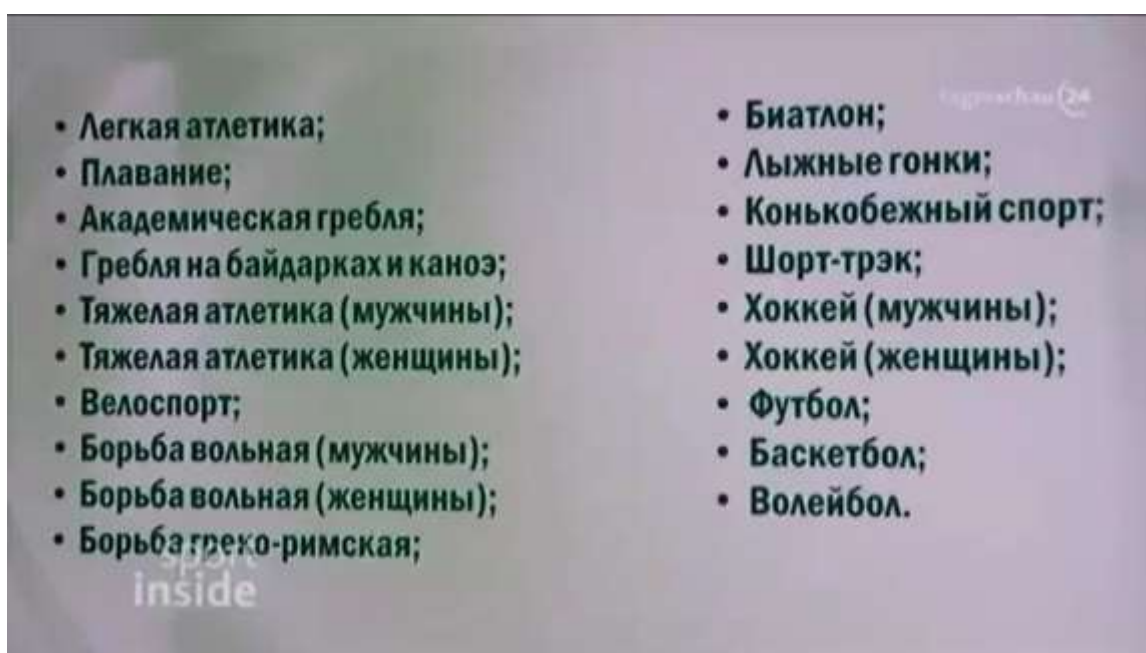 • Легкая атлетика;
• Плавание;
• Академическая гребля;
• Гребля на байдарках и каноэ;
• Тяжелая атлетика (мужчины);
• Тяжелая атлетика (женщины);
• Велоспорт;
• Борьба вольная (мужчины);
• Борьба вольная (женщины);
• Борьба греко-римская;
• Биатлон;
• Лыжные гонки;
• Конькобежный спорт;
• Шорт-трэк;
• Хоккей (мужчины);
• Хоккей (женщины);
• Футбол;
• Баскетбол;
• Волейбол.
tagesschau 24
sport
inside